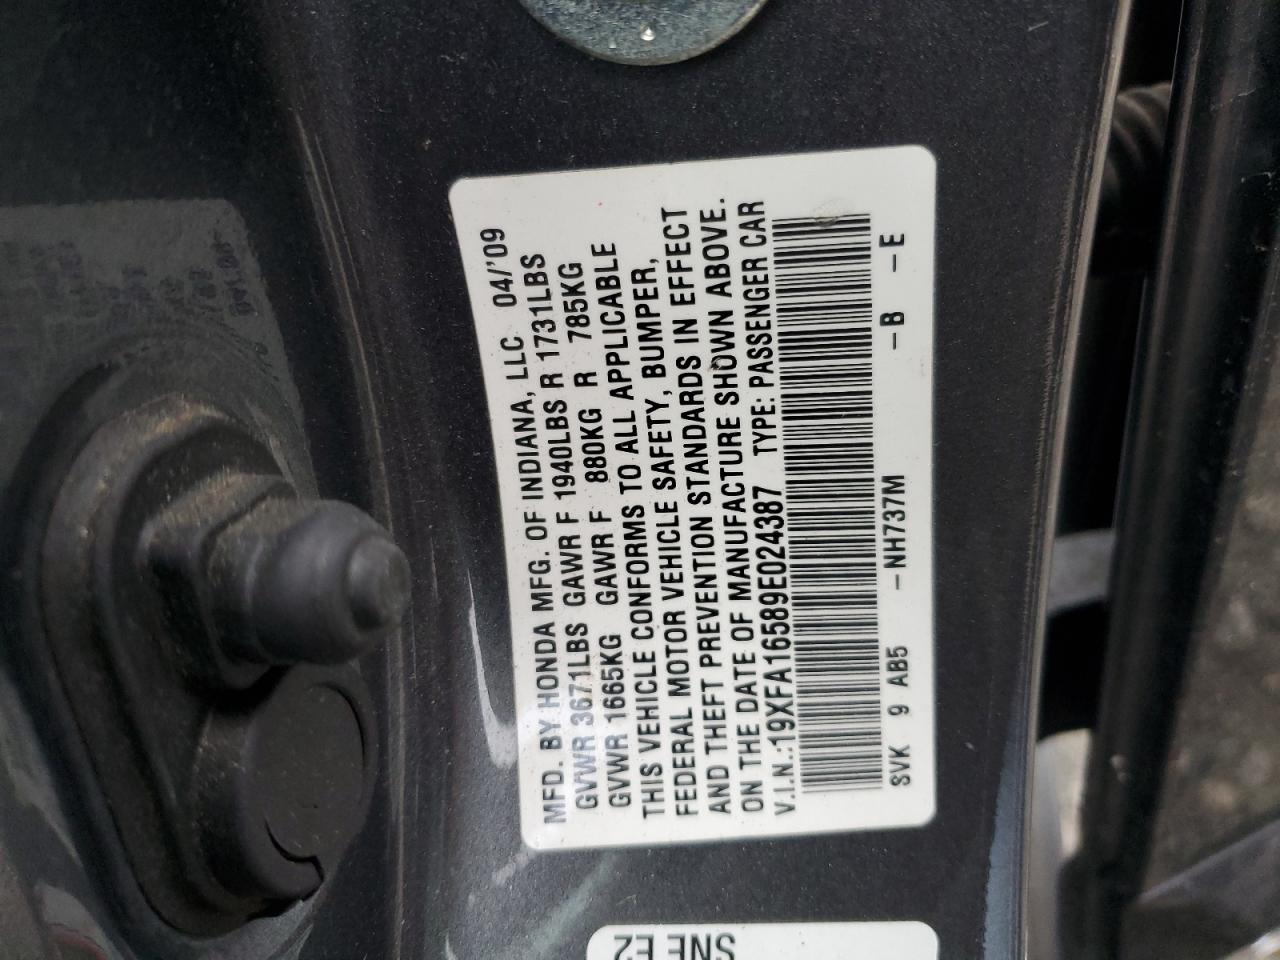 MFD. BY HONDA MFG. OF INDIANA, LLC 04/'09
GVWR 3671LBS GAWR F 1940LBS R 1731LBS
GVWR 1665KG GAWR F 880KG R 785KG
THIS VEHICLE CONFORMS TO ALL APPLICABLE
FEDERAL MOTOR VEHICLE SAFETY, BUMPER,
AND THEFT PREVENTION STANDARDS IN EFFECT
ON THE DATE OF MANUFACTURE SHOWN ABOVE.
V.I.N.:19XFA16589E024387 TYPE: PASSENGER CAR
SVK 9 AB5 -NH737M -B -E